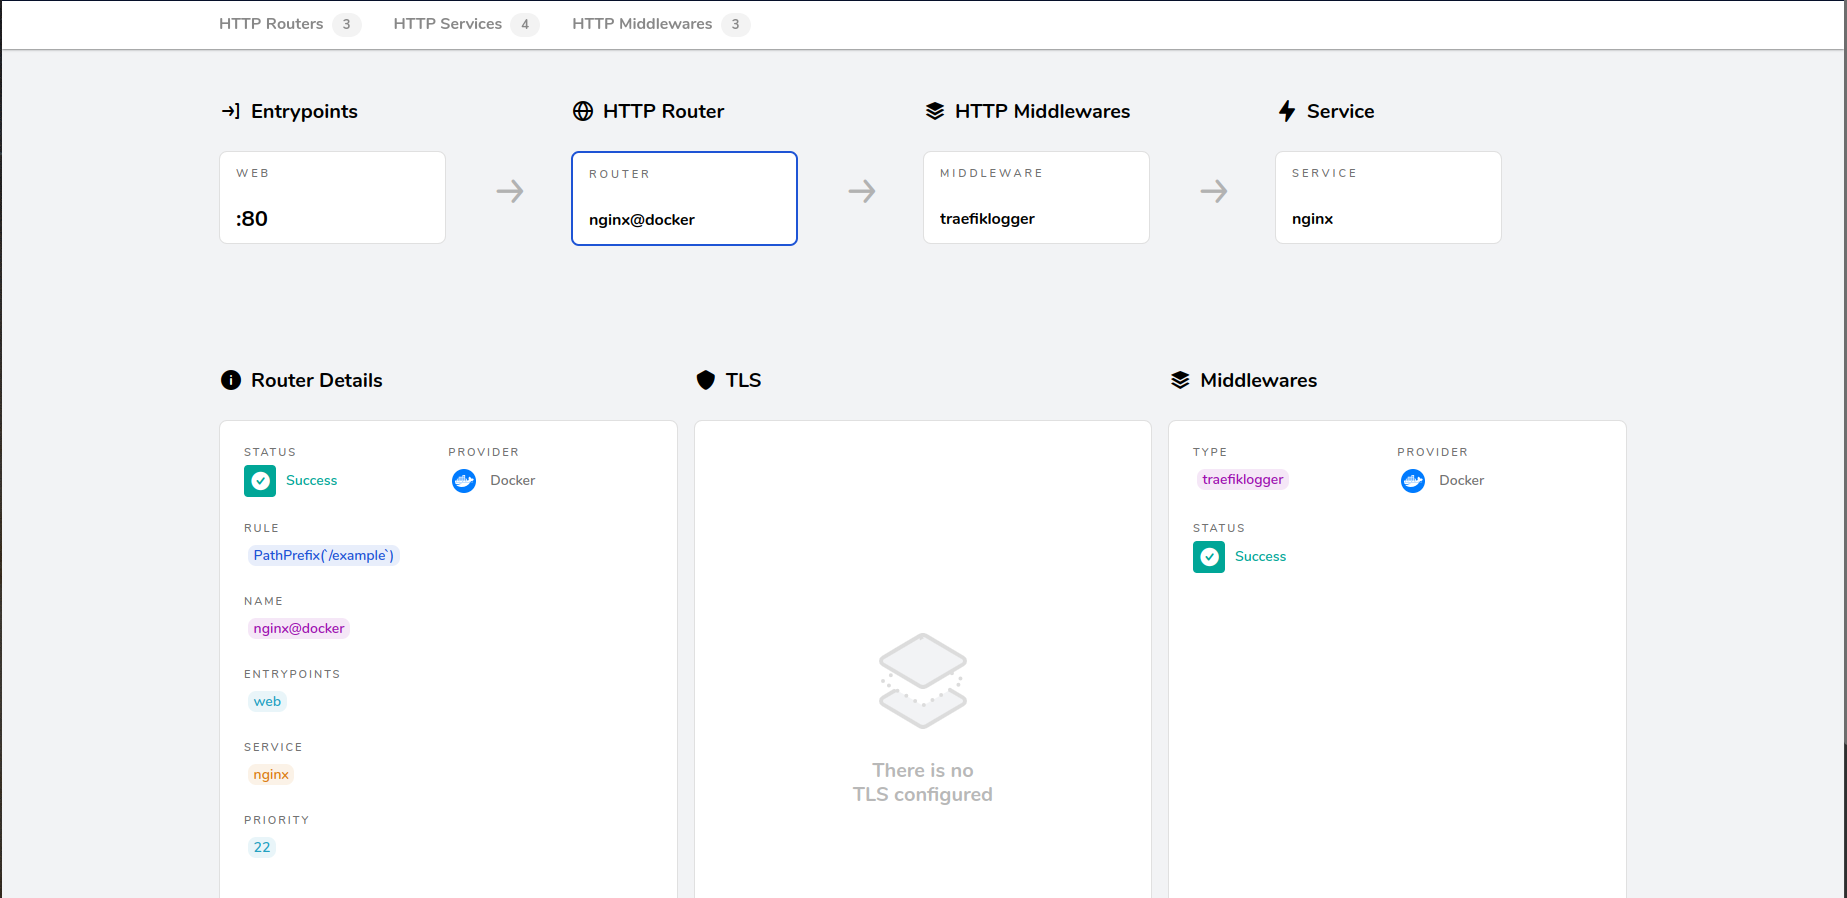 HTTP Routers 3 HTTP Services 4 HTTP Middlewares 3
Entrypoints
WEB
:80
HTTP Router
ROUTER
nginx@docker
HTTP Middlewares
MIDDLEWARE
traefiklogger
Service
SERVICE
nginx
Router Details
STATUS
Success
PROVIDER
Docker
RULE
PathPrefix(`/example`)
NAME
nginx@docker
ENTRYPOINTS
web
SERVICE
nginx
PRIORITY
22
TLS
There is no
TLS configured
Middlewares
TYPE
traefiklogger
PROVIDER
Docker
STATUS
Success